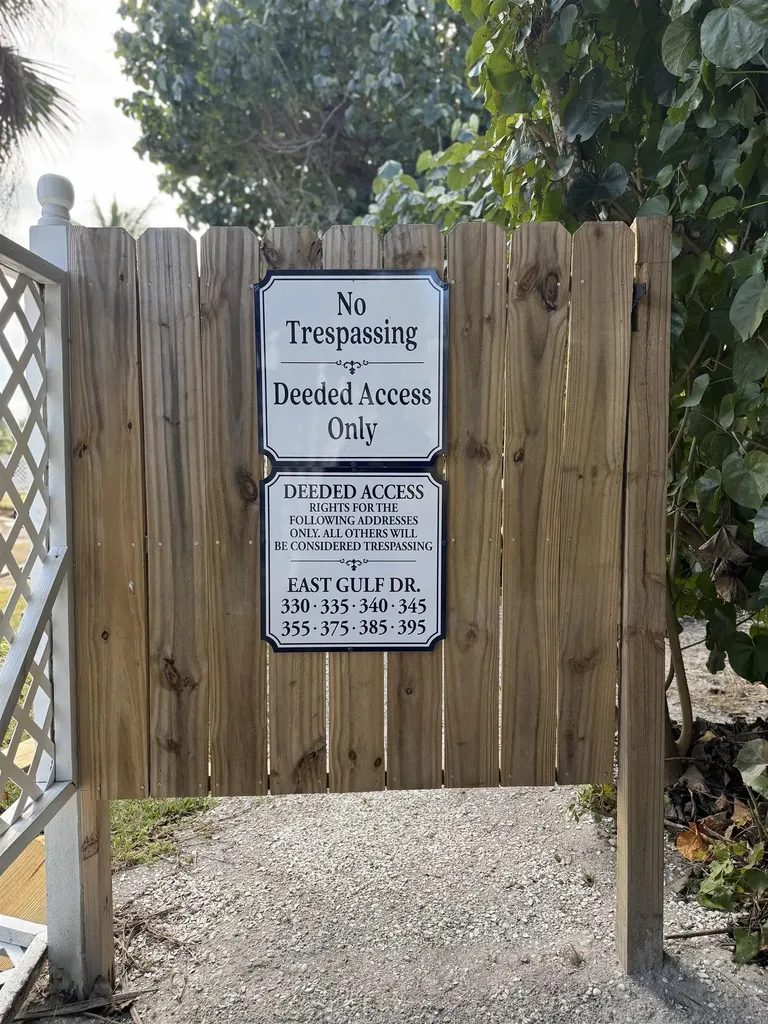 No
Trespassing
Deeded Access
Only
DEEDED ACCESS
RIGHTS FOR THE
FOLLOWING ADDRESSES
ONLY. ALL OTHERS WILL
BE CONSIDERED TRESPASSING
EAST GULF DR.
330 · 335 · 340 · 345
355 · 375 · 385 · 395